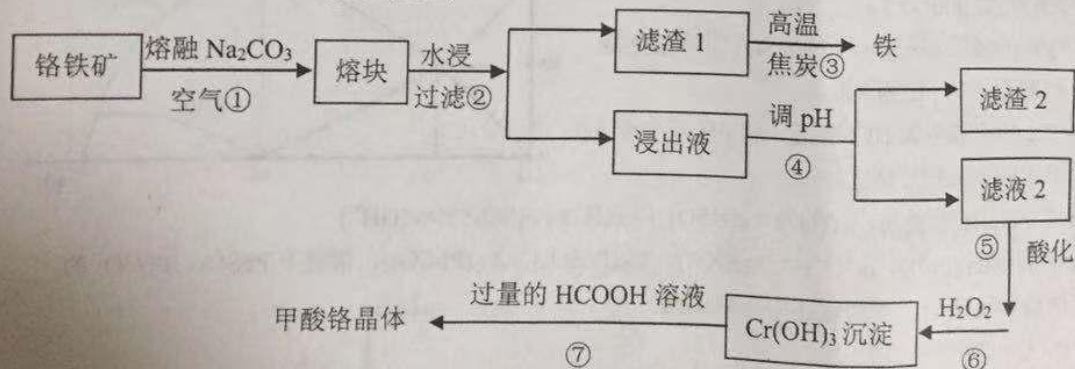 铬铁矿
熔融 Na₂CO₃
空气①
熔块
水浸
过滤②
滤渣 1
高温
焦炭③
铁
浸出液
调 pH
④
滤渣 2
滤液 2
⑤
酸化
H₂O₂
⑥
Cr(OH)₃ 沉淀
过量的 HCOOH 溶液
⑦
甲酸铬晶体